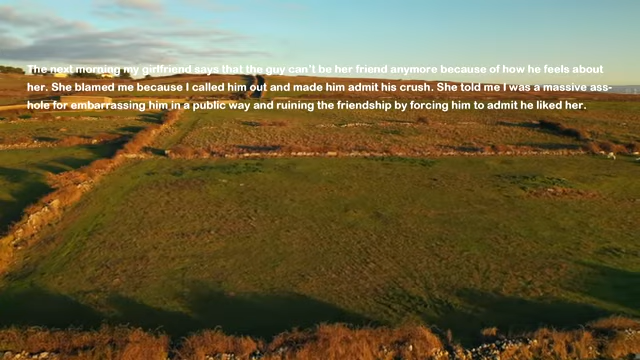 The next morning my girlfriend says that the guy can't be her friend anymore because of how he feels about
her. She blamed me because I called him out and made him admit his crush. She told me I was a massive ass-
hole for embarrassing him in a public way and ruining the friendship by forcing him to admit he liked her.